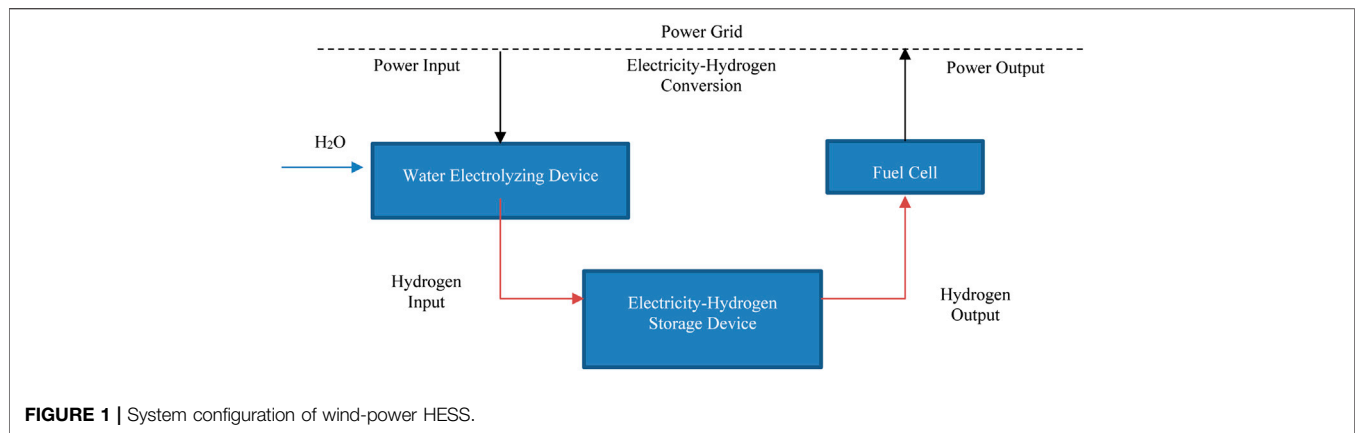 Power Grid
Power Input
Electricity-Hydrogen
Conversion
Power Output
H₂O
Water Electrolyzing Device
Fuel Cell
Hydrogen
Input
Electricity-Hydrogen
Storage Device
Hydrogen
Output
FIGURE 1 | System configuration of wind-power HESS.